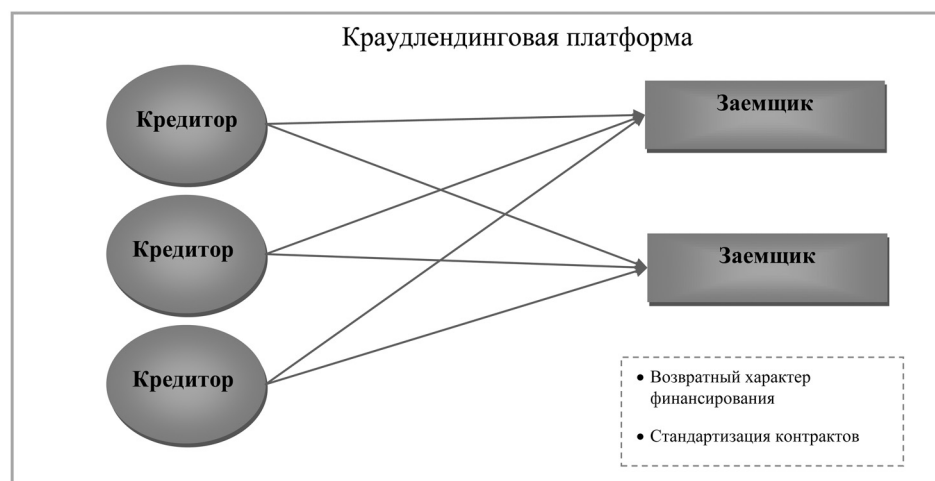 Краудлендинговая платформа
Кредитор
Заемщик
Кредитор
Заемщик
Кредитор
• Возвратный характер
финансирования
• Стандартизация контрактов